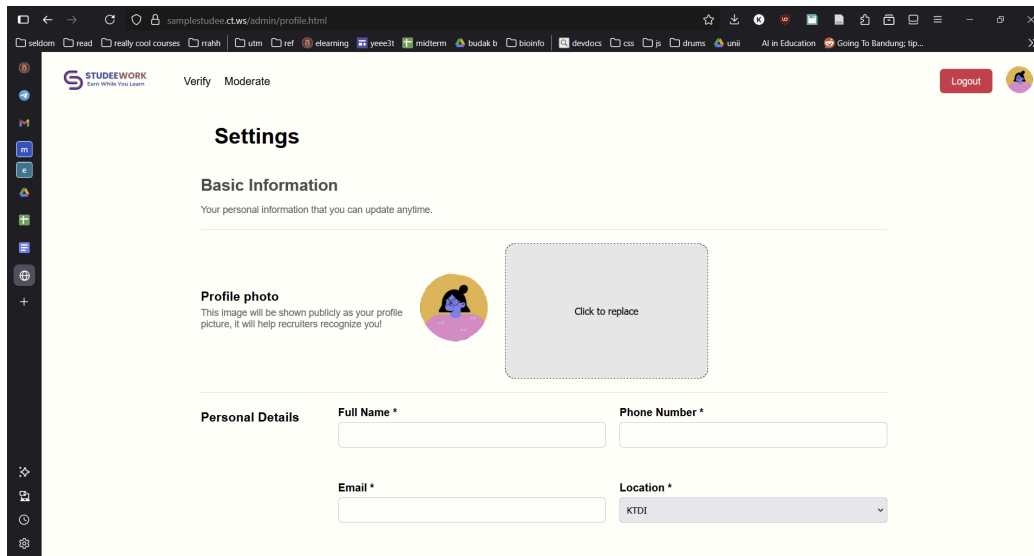 samplestudee.ct.ws/admin/profile.html
seldom read really cool courses rrahh utm ref elearning yeee3t midterm budak b bioinfo devdocs css js drums unii AI in Education Going To Bandung; tip...
STUDEEWORK
Earn While You Learn
Verify Moderate
Logout
Settings
Basic Information
Your personal information that you can update anytime.
Profile photo
This image will be shown publicly as your profile
picture, it will help recruiters recognize you!
Click to replace
Personal Details
Full Name *
Phone Number *
Email *
Location *
KTDI
m
e